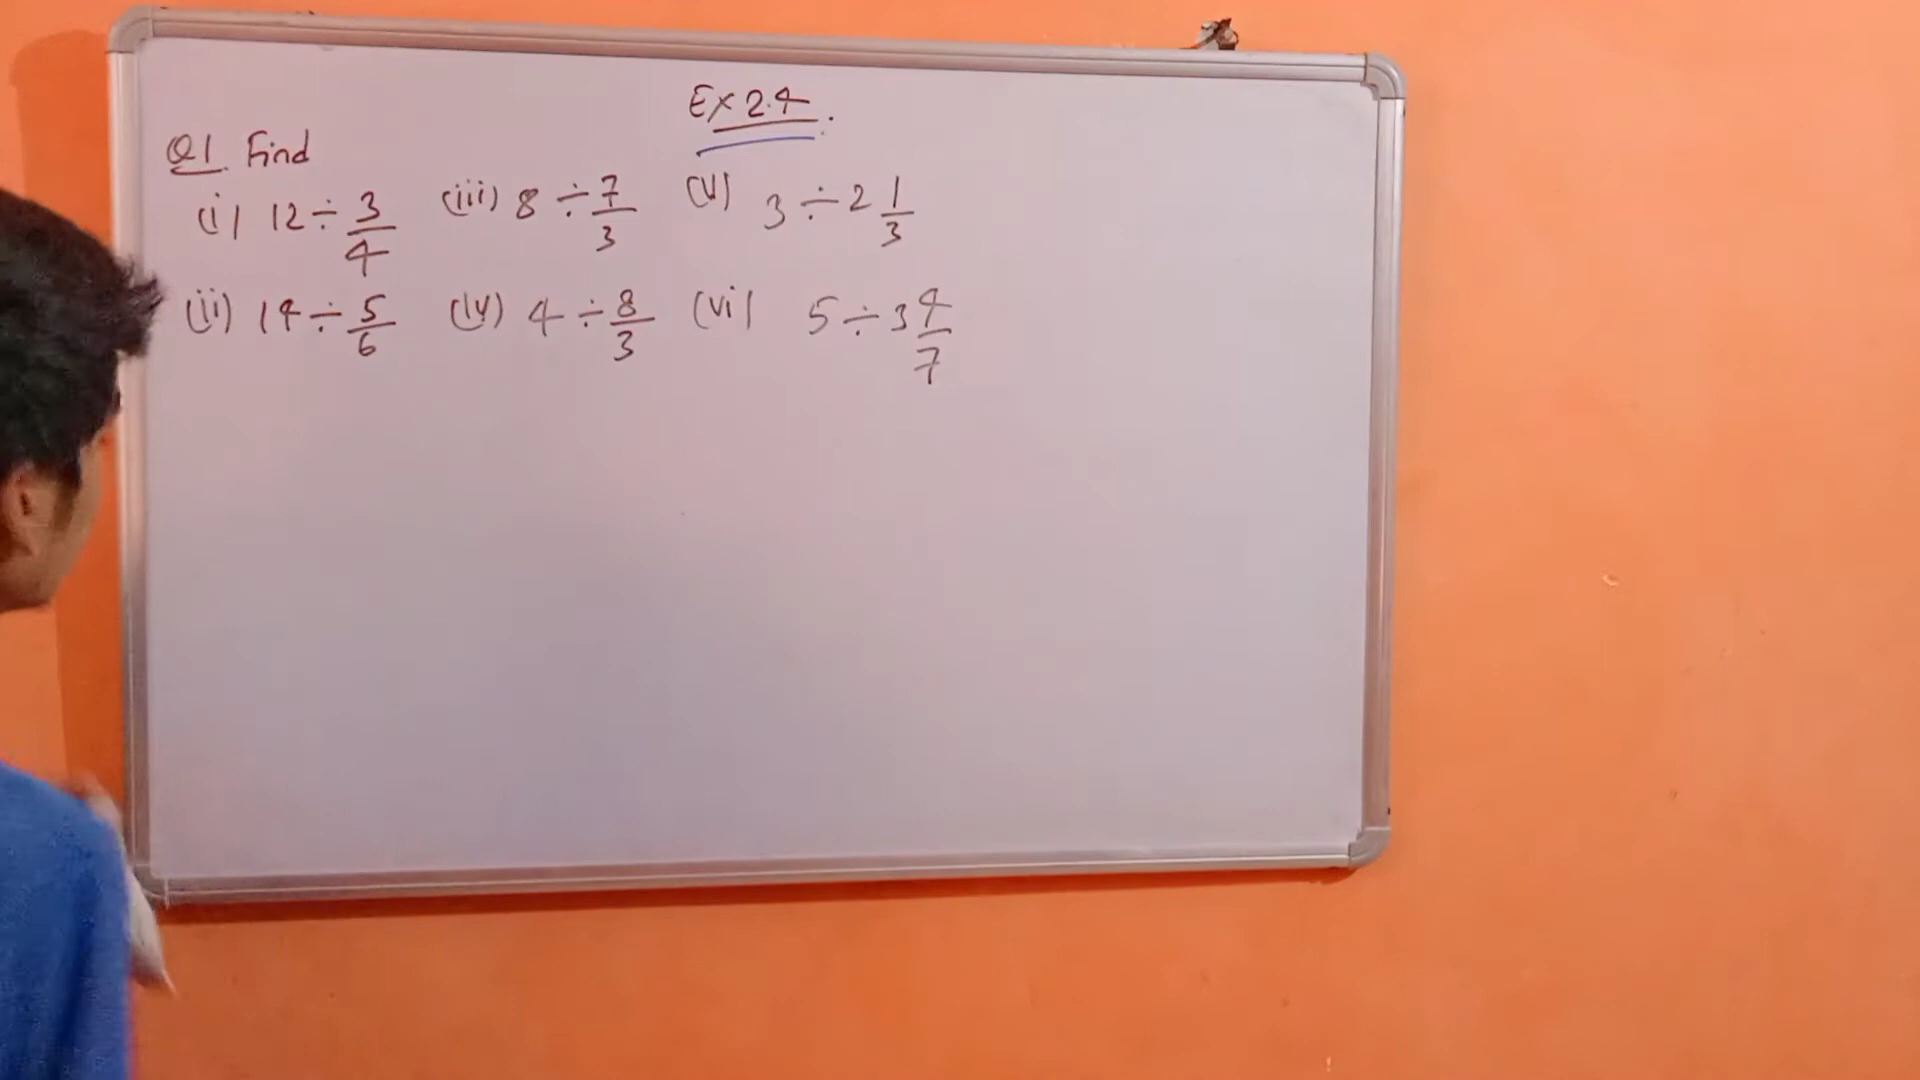 Ex 2.4.
Q1. Find
(i) 12 ÷ 3/4 (iii) 8 ÷ 7/3 (v) 3 ÷ 2 1/3
(ii) 14 ÷ 5/6 (iv) 4 ÷ 8/3 (vi) 5 ÷ 3 4/7